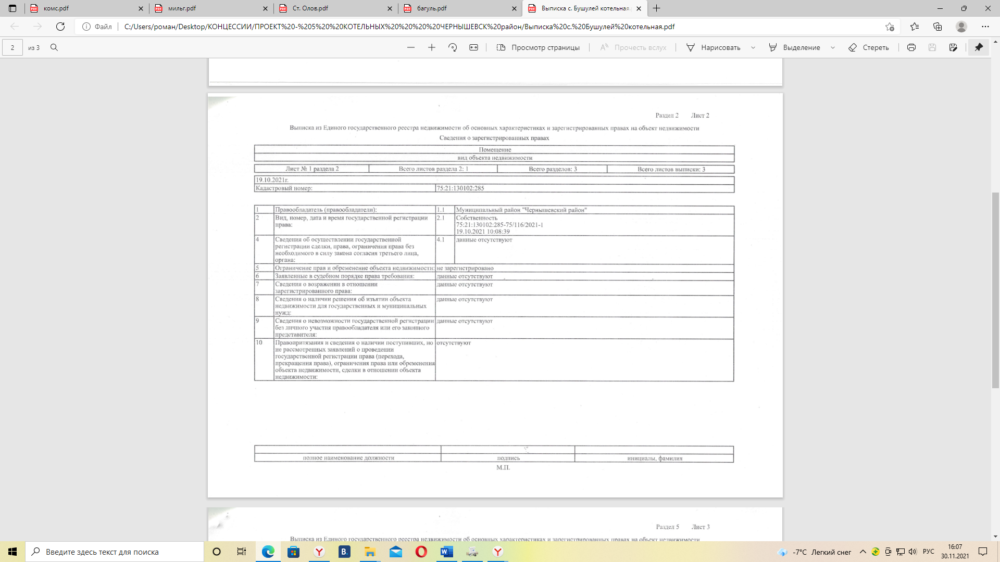 комс.pdf
мильг.pdf
Ст. Олов.pdf
багуль.pdf
Выписка с. Бушулей котельная.
Файл
C:/Users/роман/Desktop/КОНЦЕССИИ/ПРОЕКТ%20-%205%20%20КОТЕЛЬНЫХ%20%20%20%20ЧЕРНЫШЕВСК%20район/Выписка%20с.%20Бушулей%20котельная.pdf
2 из 3
Просмотр страницы
Прочесть вслух
Нарисовать
Выделение
Стереть
Раздел 2 Лист 2
Выписка из Единого государственного реестра недвижимости об основных характеристиках и зарегистрированных правах на объект недвижимости
Сведения о зарегистрированных правах
Помещение
вид объекта недвижимости
Лист № 1 раздела 2 Всего листов раздела 2: 1 Всего разделов: 3 Всего листов выписки: 3
19.10.2021г.
Кадастровый номер: 75:21:130102:285
1 Правообладатель (правообладатели): 1.1 Муниципальный район "Чернышевский район"
2 Вид, номер, дата и время государственной регистрации 2.1 Собственность
права: 75:21:130102:285-75/116/2021-1
19.10.2021 10:08:39
4 Сведения об осуществлении государственной 4.1 данные отсутствуют
регистрации сделки, права, ограничения права без
необходимого в силу закона согласия третьего лица,
органа:
5 Ограничение прав и обременение объекта недвижимости: не зарегистрировано
6 Заявленные в судебном порядке права требования: данные отсутствуют
7 Сведения о возражении в отношении данные отсутствуют
зарегистрированного права:
8 Сведения о наличии решения об изъятии объекта данные отсутствуют
недвижимости для государственных и муниципальных
нужд:
9 Сведения о невозможности государственной регистрации данные отсутствуют
без личного участия правообладателя или его законного
представителя:
10 Правопритязания и сведения о наличии поступивших, но отсутствуют
не рассмотренных заявлений о проведении
государственной регистрации права (перехода,
прекращения права), ограничения права или обременения
объекта недвижимости, сделки в отношении объекта
недвижимости:
полное наименование должности подпись инициалы, фамилия
М.П.
Раздел 5 Лист 3
Выписка из Единого государственного реестра недвижимости об основных характеристиках и зарегистрированных правах на объект недвижимости
Введите здесь текст для поиска
-7°C Легкий снег
РУС
16:07
30.11.2021